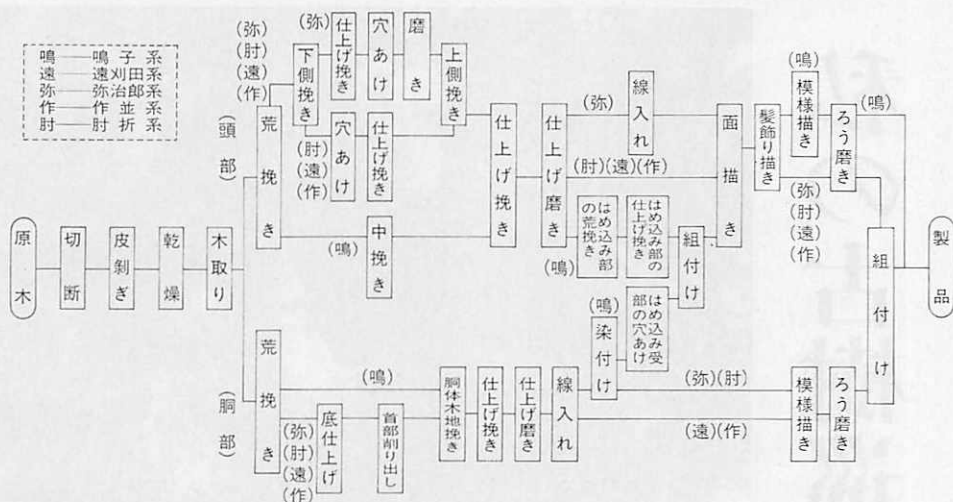 鳴――鳴子系
遠――遠刈田系
弥――弥治郎系
作――作並系
肘――肘折系
原木
切断
皮剝ぎ
乾燥
木取り
(頭部)
荒挽き
(弥)
(肘)
(遠)
(作)
下側挽き
(弥)
仕上げ挽き
穴あけ
磨き
(肘)
(遠)
(作)
穴あけ
仕上げ挽き
上側挽き
(鳴)
中挽き
仕上げ挽き
仕上げ磨き
(弥)
線入れ
(肘)(遠)(作)
(鳴)
はめ込み部
の荒挽き
はめ込み部の
仕上げ挽き
組付け
面描き
髪飾り描き
(鳴)
模様描き
ろう磨き
(鳴)
(弥)
(肘)
(遠)
(作)
組付け
製品
(胴部)
荒挽き
(鳴)
(弥)
(肘)
(遠)
(作)
底仕上げ
首部削り出し
胴体木地挽き
仕上げ挽き
仕上げ磨き
線入れ
(鳴)
染付け
はめ込み受
部の穴あけ
(弥)(肘)
(遠)(作)
模様描き
ろう磨き